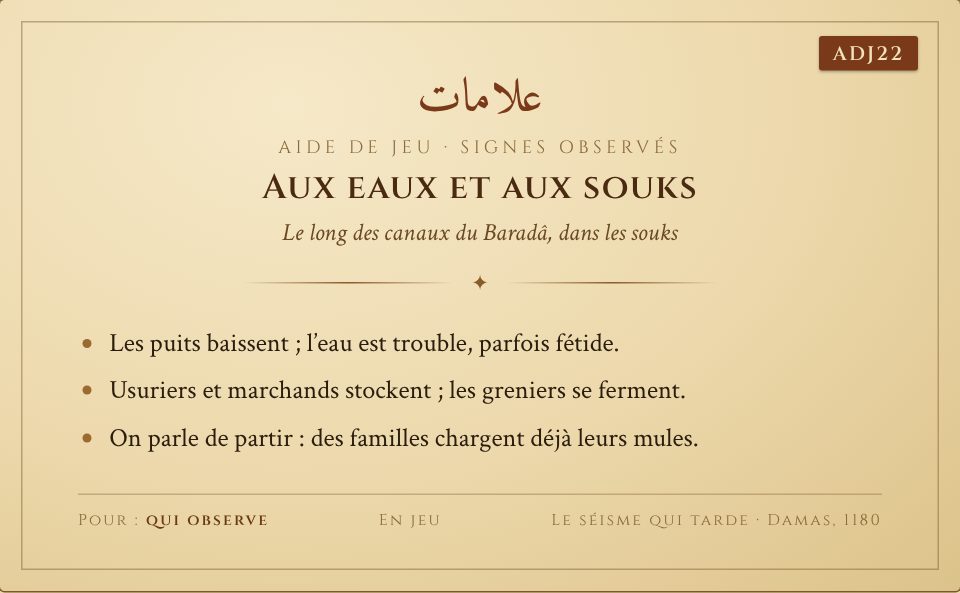 ADJ22
علامات
AIDE DE JEU · SIGNES OBSERVÉS
AUX EAUX ET AUX SOUKS
Le long des canaux du Baradâ, dans les souks
Les puits baissent ; l’eau est trouble, parfois fétide.
Usuriers et marchands stockent ; les greniers se ferment.
On parle de partir : des familles chargent déjà leurs mules.
POUR : QUI OBSERVE
EN JEU
LE SÉISME QUI TARDE · DAMAS, 1180